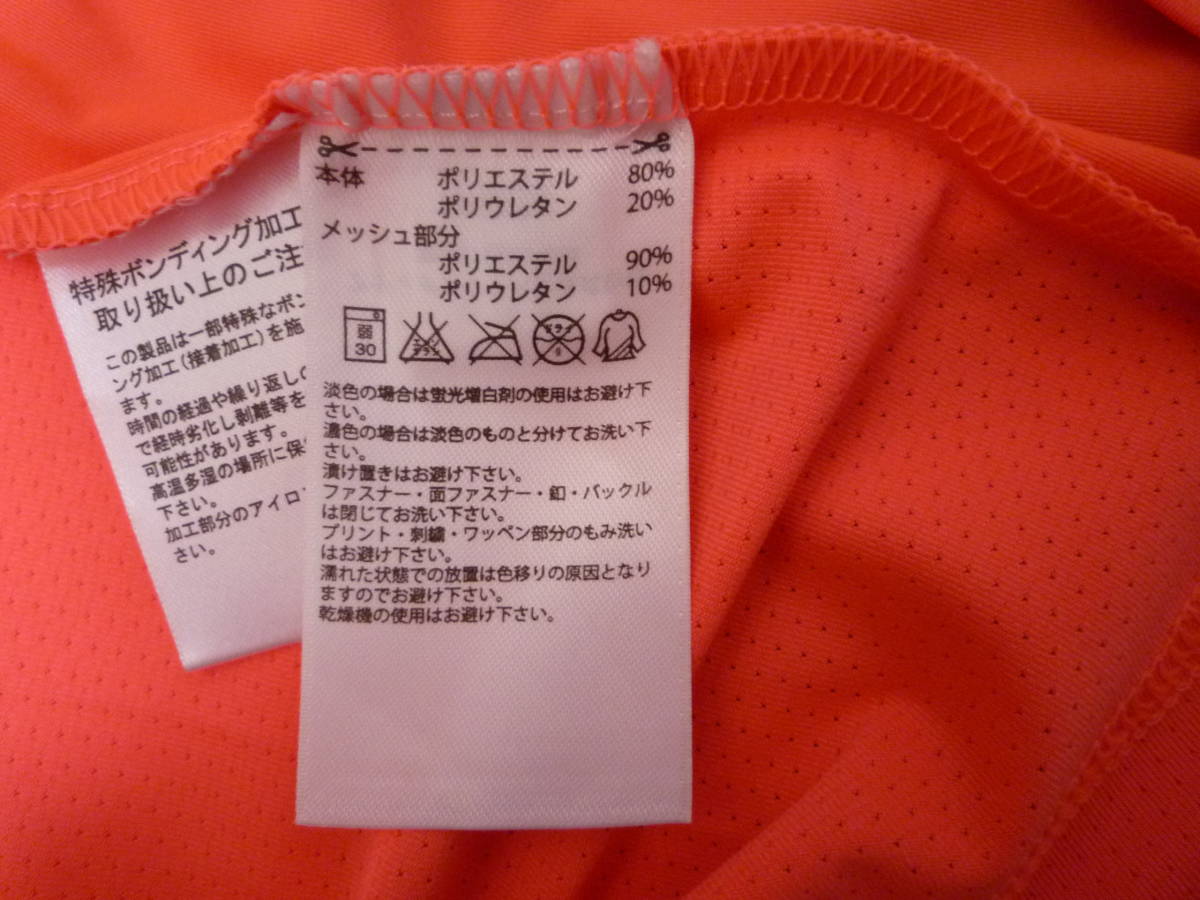 本体 ポリエステル 80%
ポリウレタン 20%
メッシュ部分
ポリエステル 90%
ポリウレタン 10%
弱
30
エンソ
サラシ
ドライ
淡色の場合は蛍光増白剤の使用はお避け下
さい。
濃色の場合は淡色のものと分けてお洗い下
さい。
漬け置きはお避け下さい。
ファスナー・面ファスナー・釦・バックル
は閉じてお洗い下さい。
プリント・刺繍・ワッペン部分のもみ洗い
はお避け下さい。
濡れた状態での放置は色移りの原因となり
ますのでお避け下さい。
乾燥機の使用はお避け下さい。
特殊ボンディング加工
取り扱い上のご注
この製品は一部特殊なボン
ング加工(接着加工)を施
ます。
時間の経過や繰り返しの
で経時劣化し剥離等を
可能性があります。
高温多湿の場所に保
下さい。
加工部分のアイロン
さい。